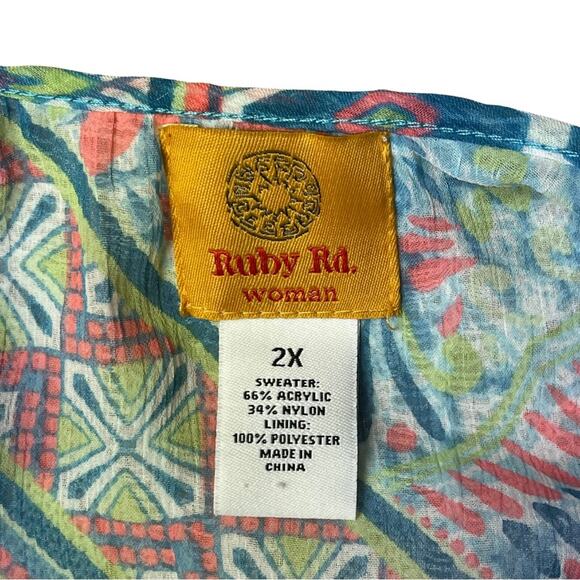 Ruby Rd.
woman
2X
SWEATER:
66% ACRYLIC
34% NYLON
LINING:
100% POLYESTER
MADE IN
CHINA